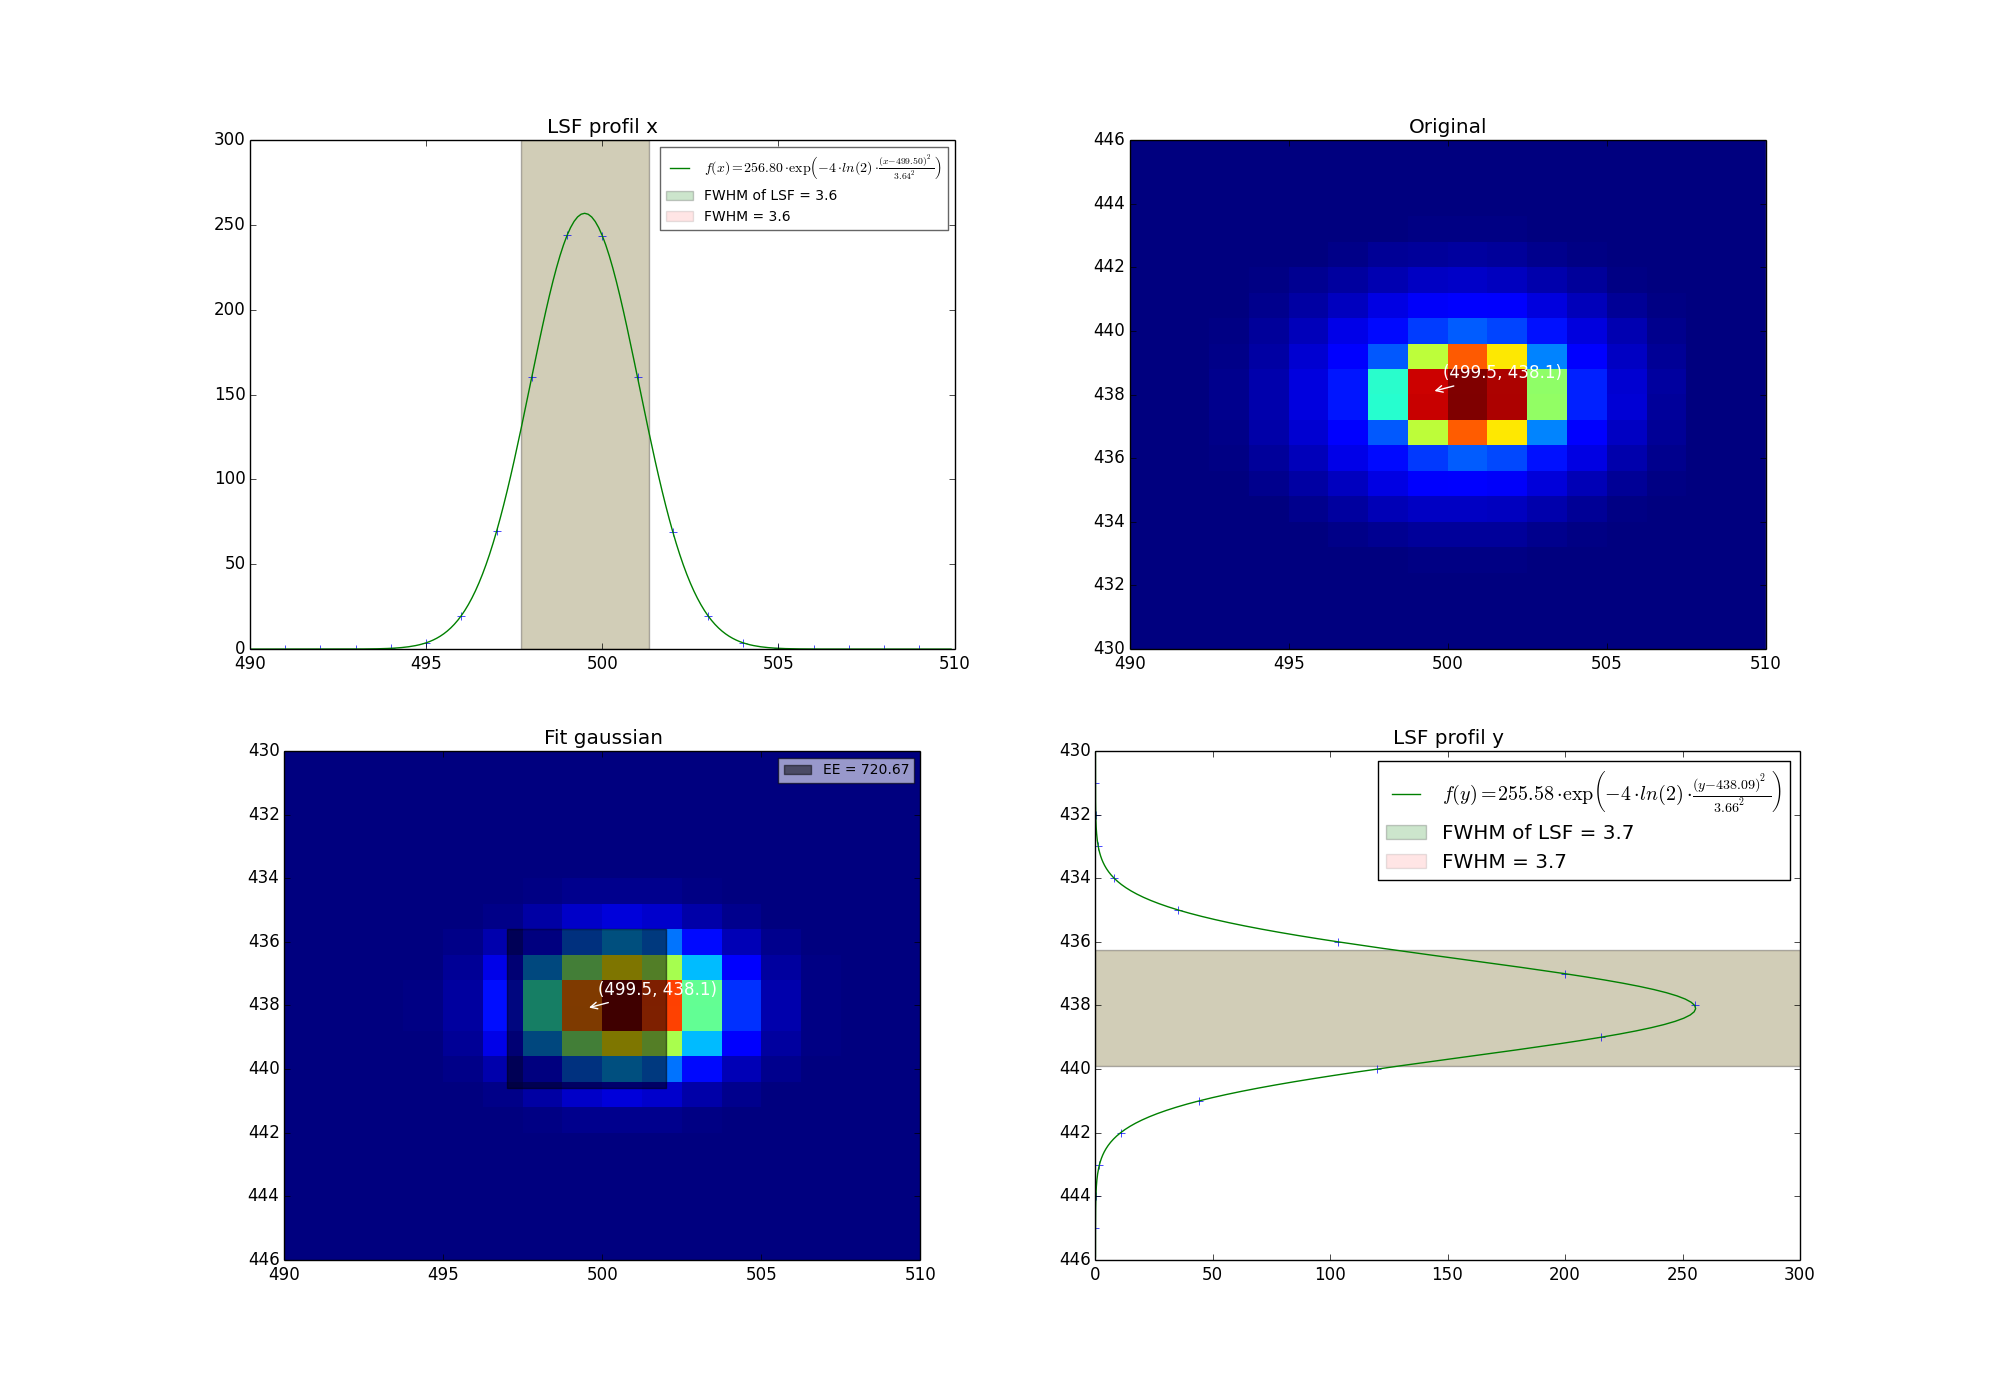 LSF profil x
300
250
200
150
100
50
0
490 495 500 505 510
f(x)=256.80·exp(−4·ln(2)·(x−499.50)²/3.64²)
FWHM of LSF = 3.6
FWHM = 3.6
Original
446
444
442
440
438
436
434
432
430
490 495 500 505 510
(499.5, 438.1)
Fit gaussian
430
432
434
436
438
440
442
444
446
490 495 500 505 510
EE = 720.67
(499.5, 438.1)
LSF profil y
430
432
434
436
438
440
442
444
446
0 50 100 150 200 250 300
f(y)=255.58·exp(−4·ln(2)·(y−438.09)²/3.66²)
FWHM of LSF = 3.7
FWHM = 3.7